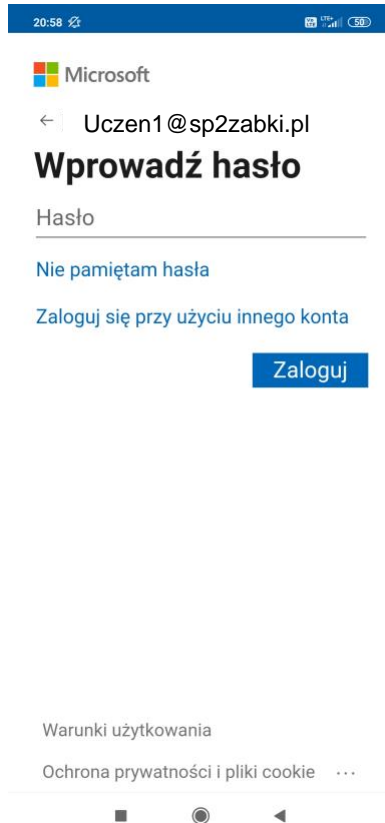 20:58
50
Microsoft
Uczen1@sp2zabki.pl
Wprowadź hasło
Hasło
Nie pamiętam hasła
Zaloguj się przy użyciu innego konta
Zaloguj
Warunki użytkowania
Ochrona prywatności i pliki cookie ...